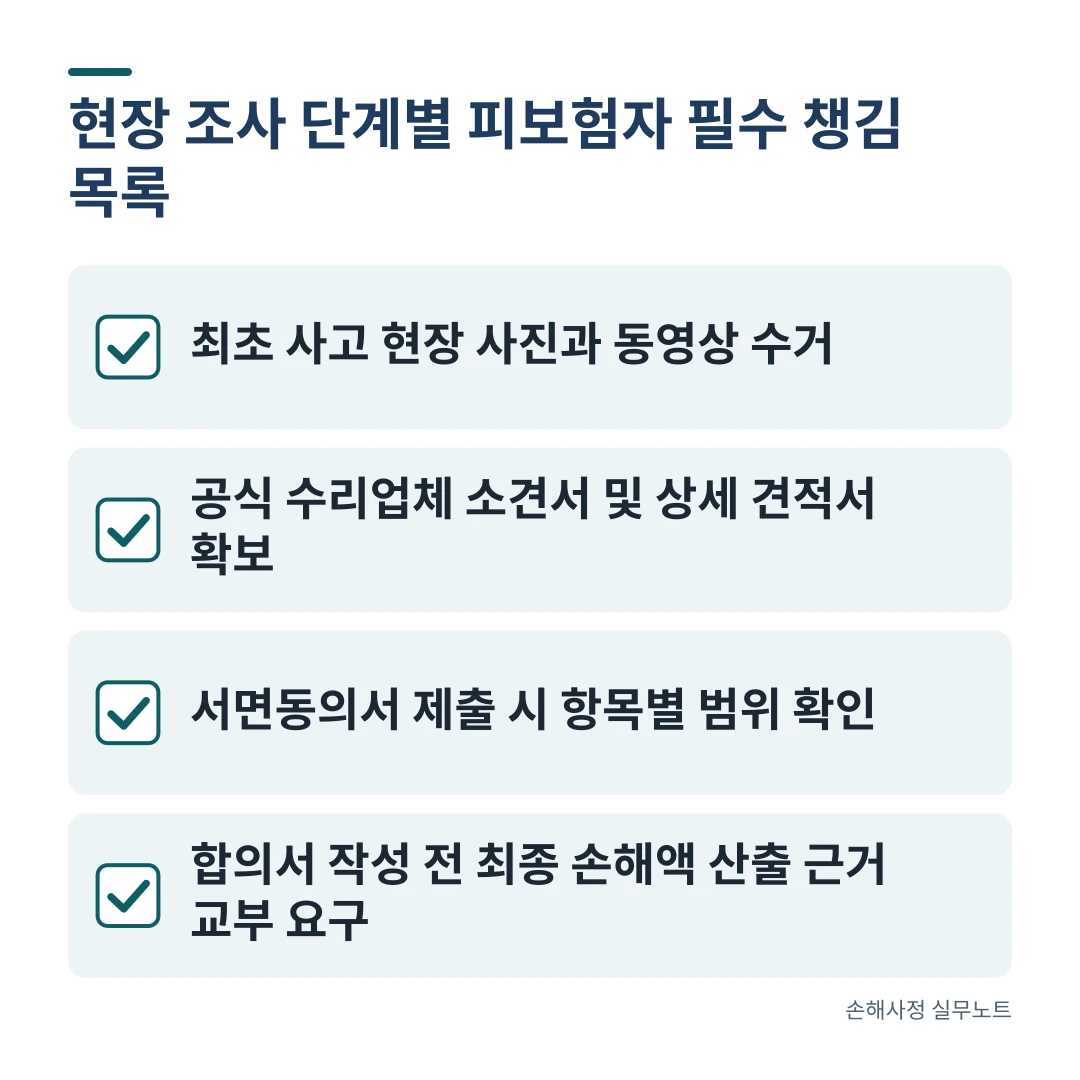 현장 조사 단계별 피보험자 필수 챙김
목록
최초 사고 현장 사진과 동영상 수거
공식 수리업체 소견서 및 상세 견적서
확보
서면동의서 제출 시 항목별 범위 확인
합의서 작성 전 최종 손해액 산출 근거
교부 요구
손해사정 실무노트